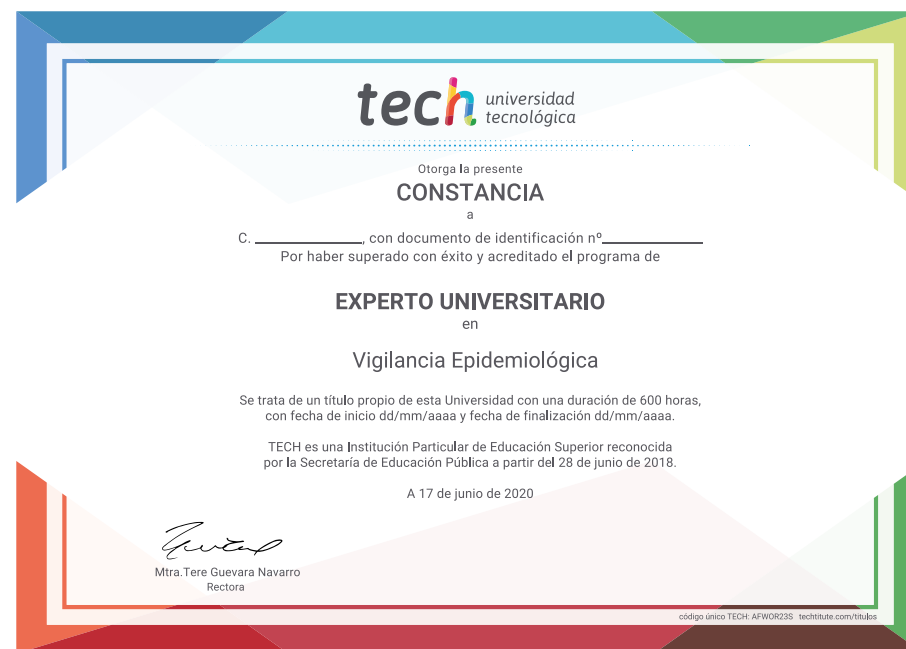 tech universidad
tecnológica
Otorga la presente
CONSTANCIA
a
C. ______________, con documento de identificación nº_____________
Por haber superado con éxito y acreditado el programa de
EXPERTO UNIVERSITARIO
en
Vigilancia Epidemiológica
Se trata de un título propio de esta Universidad con una duración de 600 horas,
con fecha de inicio dd/mm/aaaa y fecha de finalización dd/mm/aaaa.
TECH es una Institución Particular de Educación Superior reconocida
por la Secretaría de Educación Pública a partir del 28 de junio de 2018.
A 17 de junio de 2020
Mtra.Tere Guevara Navarro
Rectora
código único TECH: AFWOR23S techtitute.com/titulos